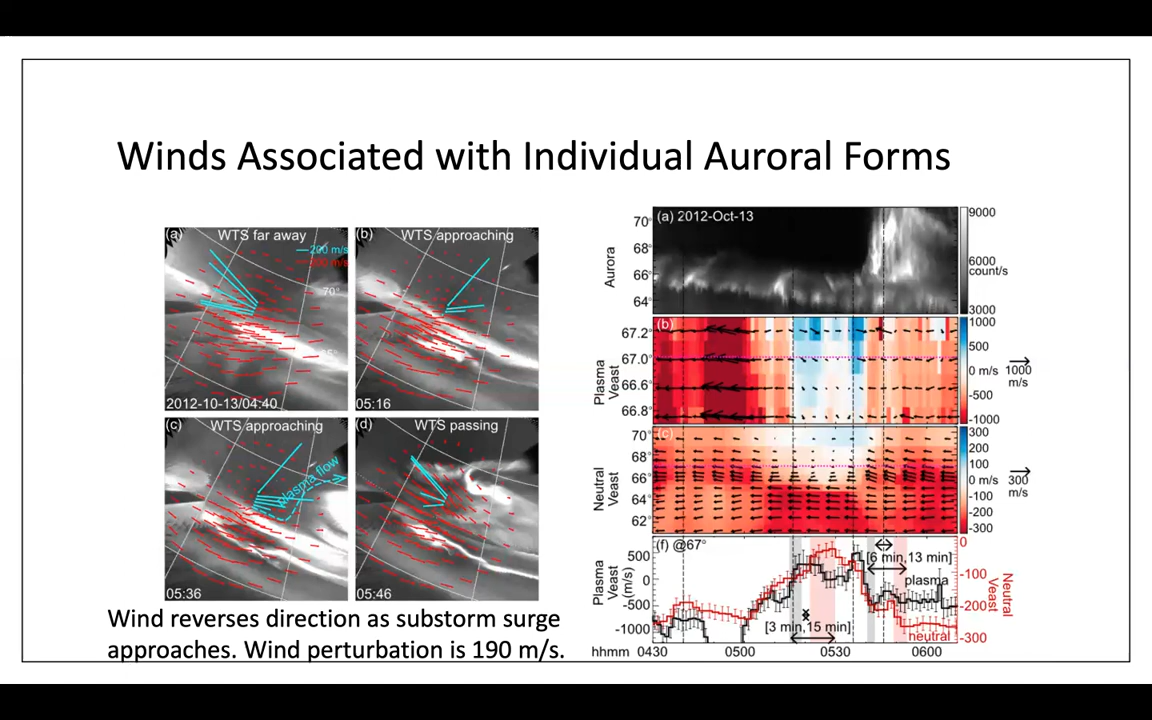 Winds Associated with Individual Auroral Forms
(a) WTS far away
200 m/s
70°
2012-10-13/04:40
(b) WTS approaching
05:16
(c) WTS approaching
plasma flow
05:36
(d) WTS passing
05:46
Wind reverses direction as substorm surge
approaches. Wind perturbation is 190 m/s.
(a) 2012-Oct-13
Aurora
70°
68°
66°
64°
9000
6000
count/s
3000
(b)
Plasma
Veast
67.2°
67.0°
66.6°
66.8°
1000
500
0 m/s
-500
-1000
1000
m/s
(c)
Neutral
Veast
70°
68°
66°
64°
62°
300
200
100
0 m/s
-100
-200
-300
300
m/s
(f) @67°
Plasma
Veast
(m/s)
500
0
-500
-1000
[6 min,13 min]
plasma
[3 min,15 min]
neutral
0
-100
-200
-300
Neutral
Veast
hhmm 0430 0500 0530 0600